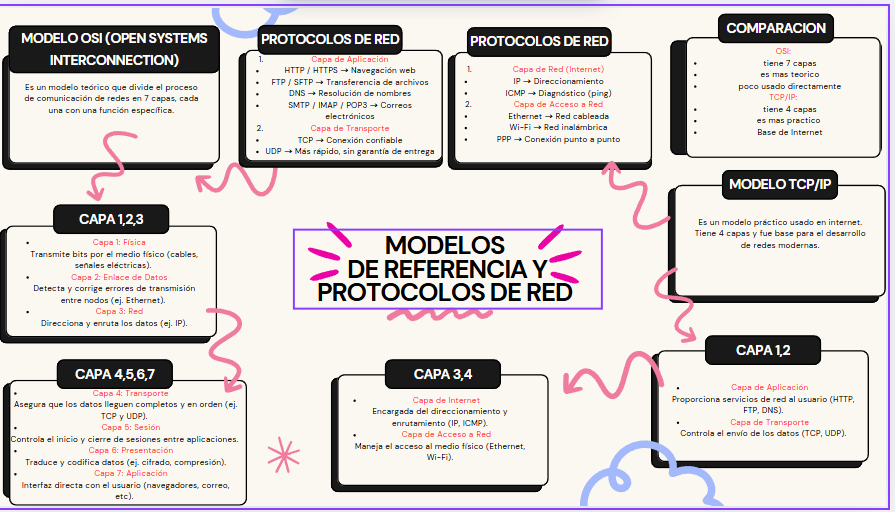 MODELO OSI (OPEN SYSTEMS
INTERCONNECTION)
Es un modelo teórico que divide el proceso
de comunicación de redes en 7 capas, cada
una con una función específica.
PROTOCOLOS DE RED
1. Capa de Aplicación
• HTTP / HTTPS → Navegación web
• FTP / SFTP → Transferencia de archivos
• DNS → Resolución de nombres
• SMTP / IMAP / POP3 → Correos
electrónicos
2. Capa de Transporte
• TCP → Conexión confiable
• UDP → Más rápido, sin garantía de entrega
PROTOCOLOS DE RED
1. Capa de Red (Internet)
• IP → Direccionamiento
• ICMP → Diagnóstico (ping)
2. Capa de Acceso a Red
• Ethernet → Red cableada
• Wi-Fi → Red inalámbrica
• PPP → Conexión punto a punto
COMPARACION
OSI:
• tiene 7 capas
• es mas teorico
• poco usado directamente
TCP/IP:
• tiene 4 capas
• es mas practico
• Base de Internet
MODELO TCP/IP
Es un modelo práctico usado en internet.
Tiene 4 capas y fue base para el desarrollo
de redes modernas.
CAPA 1,2,3
• Capa 1: Física
Transmite bits por el medio físico (cables,
señales eléctricas).
• Capa 2: Enlace de Datos
Detecta y corrige errores de transmisión
entre nodos (ej. Ethernet).
• Capa 3: Red
Direcciona y enruta los datos (ej. IP).
MODELOS
DE REFERENCIA Y
PROTOCOLOS DE RED
CAPA 4,5,6,7
• Capa 4: Transporte
Asegura que los datos lleguen completos y en orden (ej.
TCP y UDP).
• Capa 5: Sesión
Controla el inicio y cierre de sesiones entre aplicaciones.
• Capa 6: Presentación
Traduce y codifica datos (ej. cifrado, compresión).
• Capa 7: Aplicación
Interfaz directa con el usuario (navegadores, correo,
etc).
CAPA 3,4
• Capa de Internet
Encargada del direccionamiento y
enrutamiento (IP, ICMP).
• Capa de Acceso a Red
Maneja el acceso al medio físico (Ethernet,
Wi-Fi).
CAPA 1,2
• Capa de Aplicación
Proporciona servicios de red al usuario (HTTP,
FTP, DNS).
• Capa de Transporte
Controla el envío de los datos (TCP, UDP).